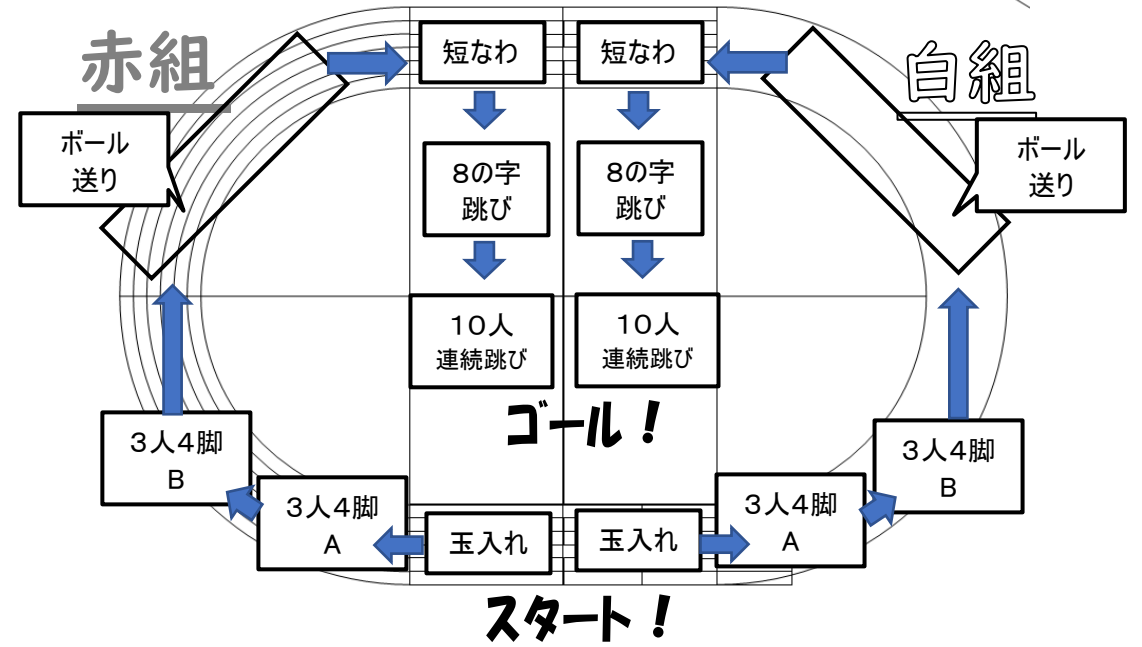 赤組
白組
短なわ
短なわ
ボール
送り
ボール
送り
8の字
跳び
8の字
跳び
10人
連続跳び
10人
連続跳び
ゴール！
3人4脚
B
3人4脚
B
3人4脚
A
3人4脚
A
玉入れ
玉入れ
スタート！